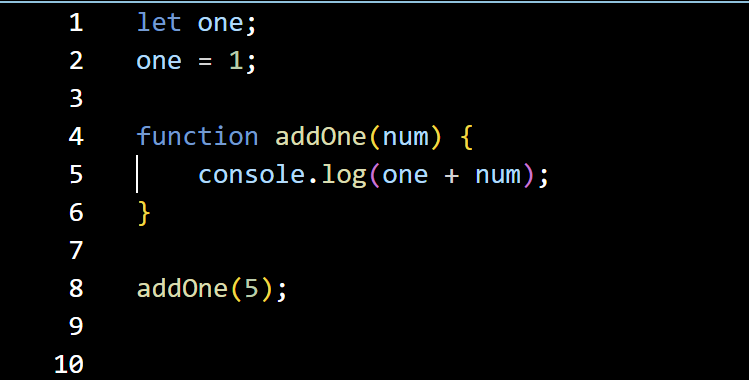 1 let one;
2 one = 1;
3
4 function addOne(num) {
5     console.log(one + num);
6 }
7
8 addOne(5);
9
10